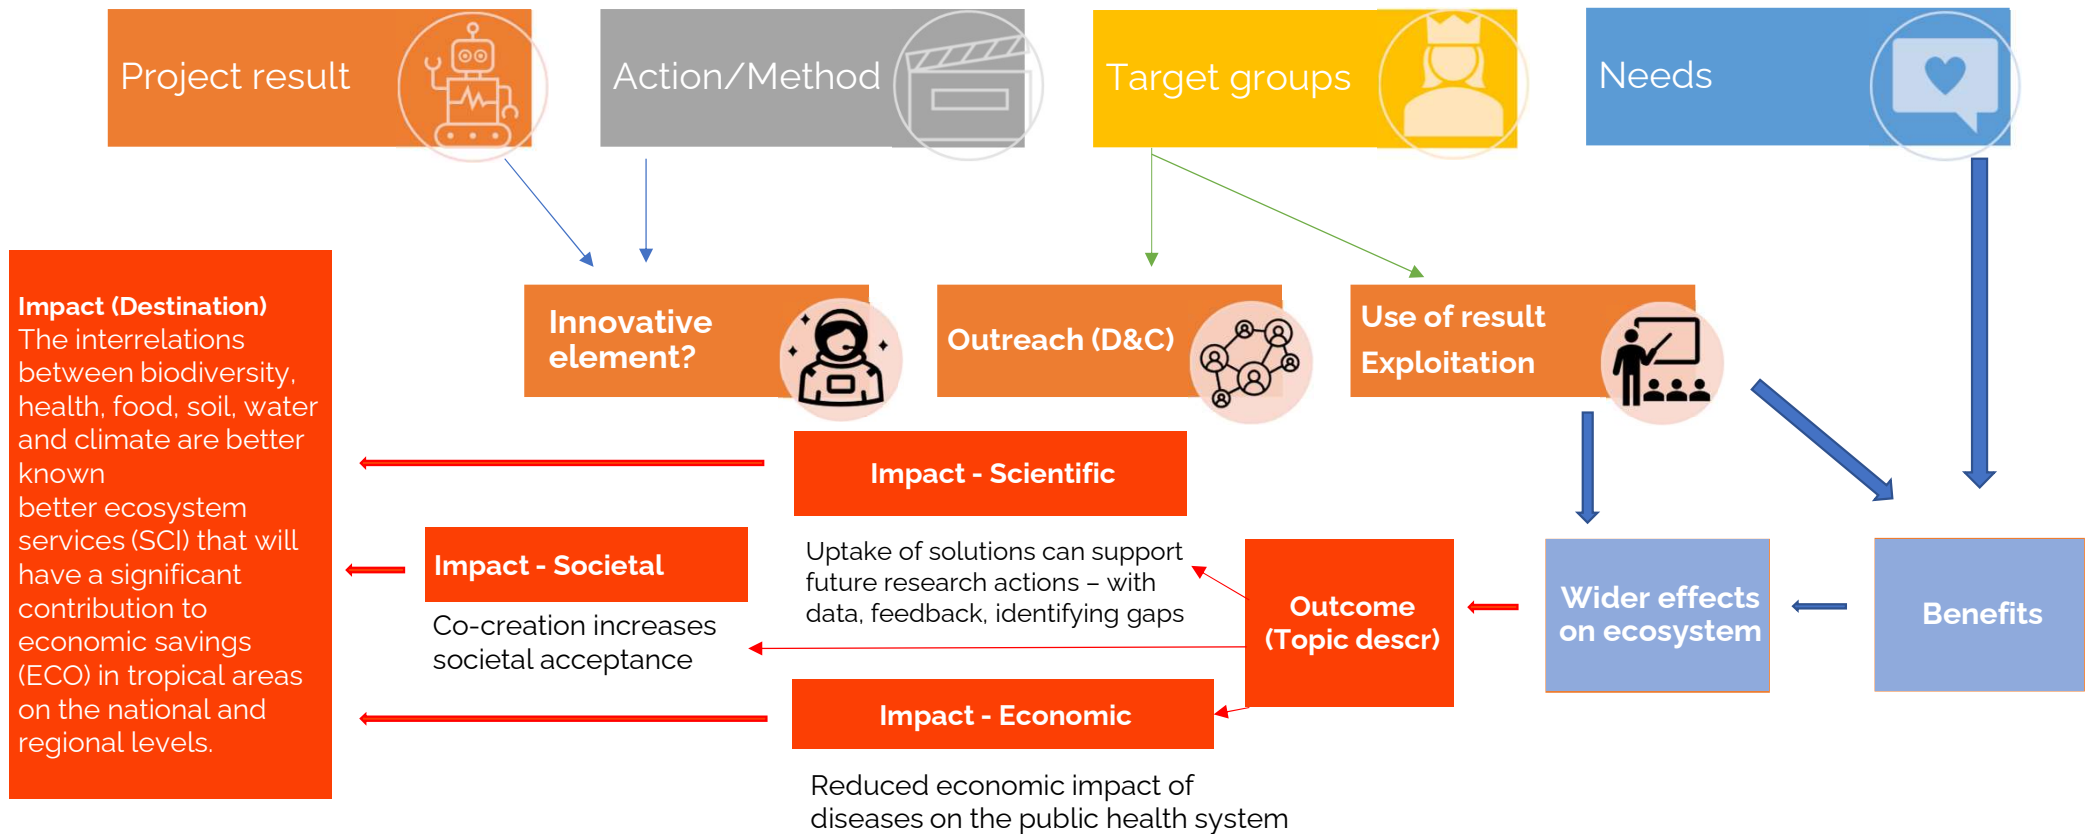 Project result
Action/Method
Target groups
Needs
Innovative
element?
Outreach (D&C)
Use of result
Exploitation
Impact (Destination)
The interrelations
between biodiversity,
health, food, soil, water
and climate are better
known
better ecosystem
services (SCI) that will
have a significant
contribution to
economic savings
(ECO) in tropical areas
on the national and
regional levels.
Impact - Scientific
Uptake of solutions can support
future research actions – with
data, feedback, identifying gaps
Impact - Societal
Co-creation increases
societal acceptance
Impact - Economic
Reduced economic impact of
diseases on the public health system
Outcome
(Topic descr)
Wider effects
on ecosystem
Benefits